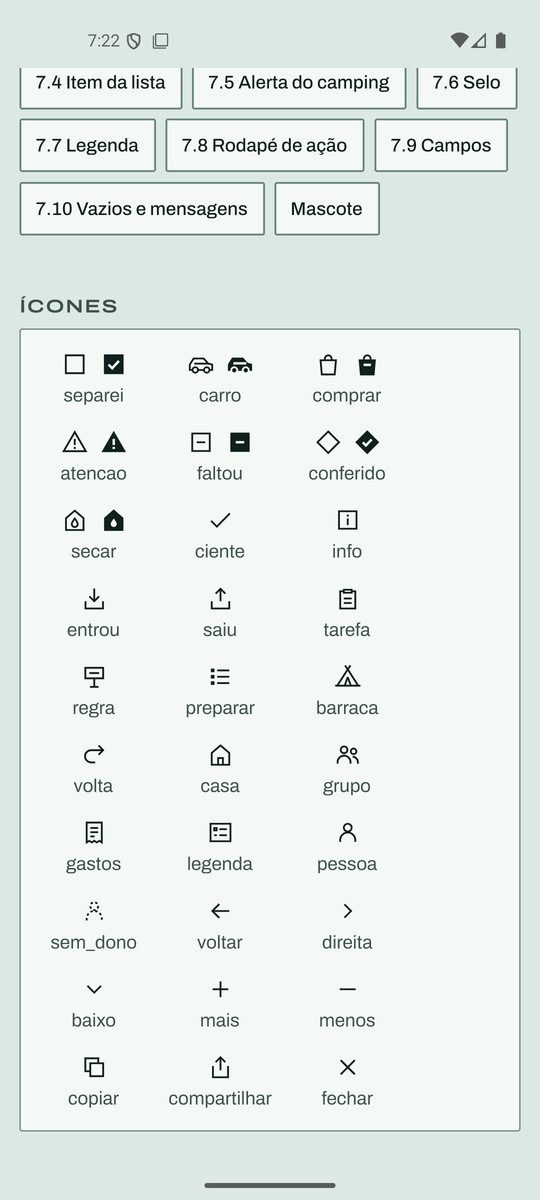 7:22
7.4 Item da lista 7.5 Alerta do camping 7.6 Selo
7.7 Legenda 7.8 Rodapé de ação 7.9 Campos
7.10 Vazios e mensagens Mascote
ÍCONES
separei carro comprar
atencao faltou conferido
secar ciente info
entrou saiu tarefa
regra preparar barraca
volta casa grupo
gastos legenda pessoa
sem_dono voltar direita
baixo mais menos
copiar compartilhar fechar